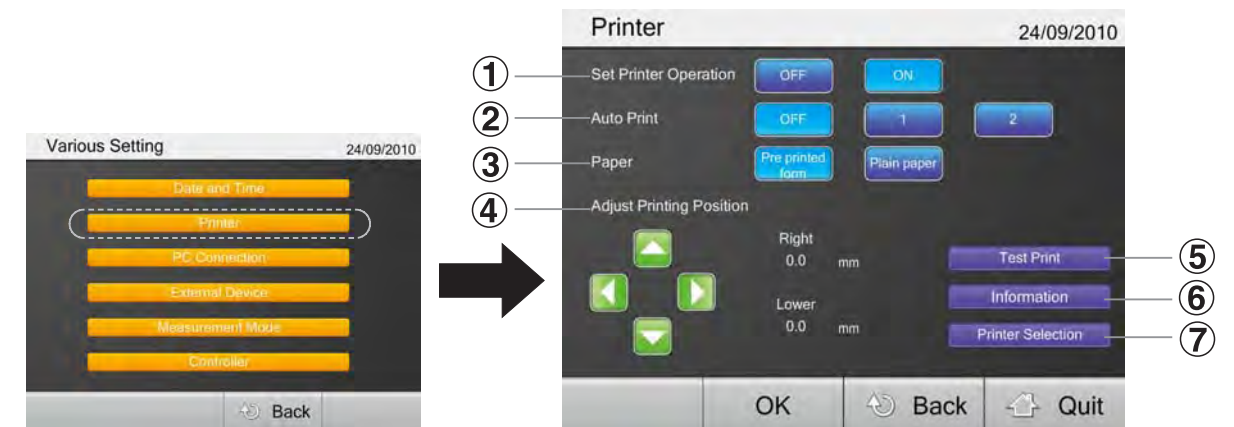 Various Setting
24/09/2010
Date and Time
Printer
PC Connection
External Device
Measurement Mode
Controller
Back
Printer
24/09/2010
① Set Printer Operation OFF ON
② Auto Print OFF 1 2
③ Paper Pre printed form Plain paper
④ Adjust Printing Position
Right
0.0 mm
Lower
0.0 mm
Test Print ⑤
Information ⑥
Printer Selection ⑦
OK Back Quit